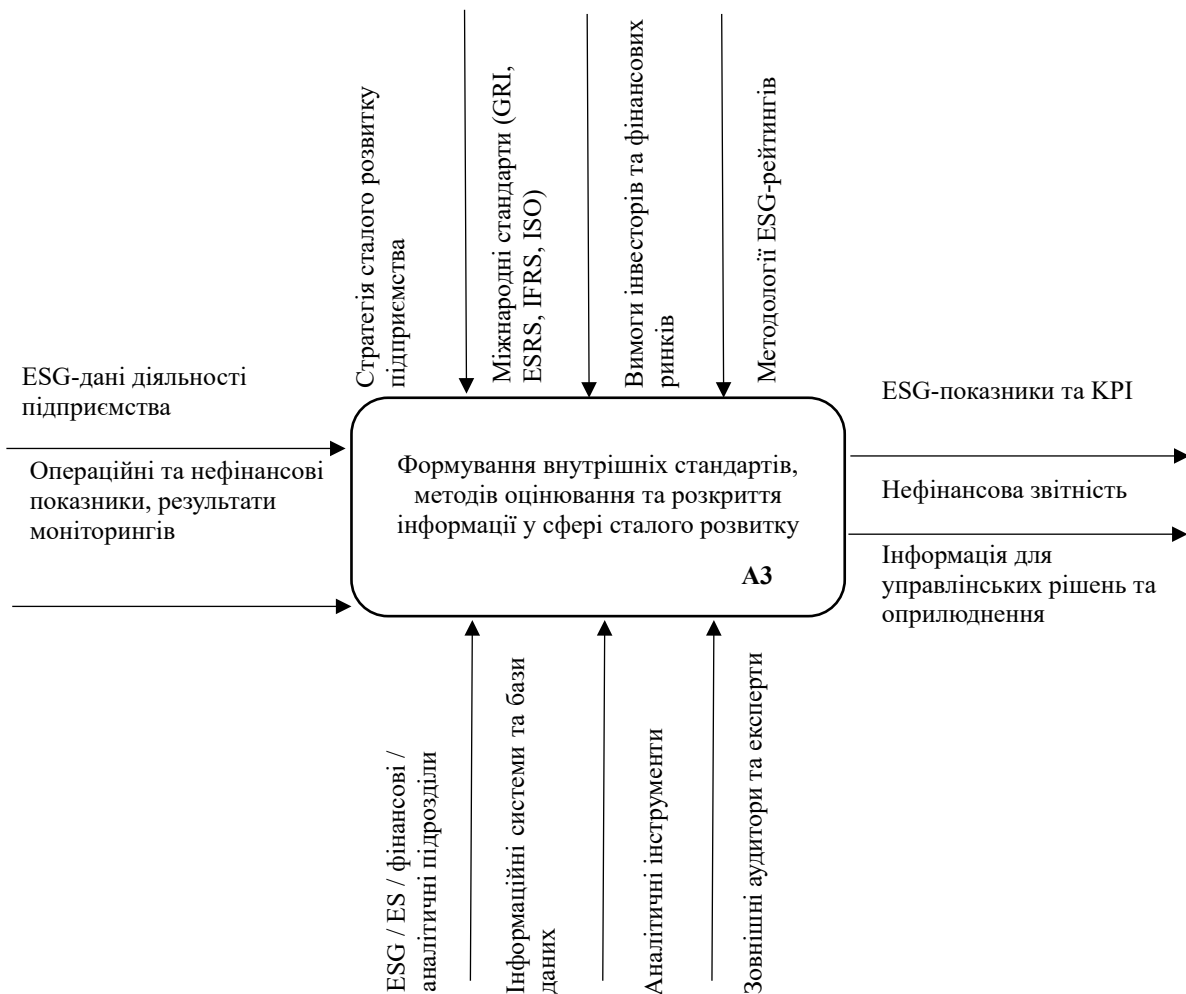 Стратегія сталого розвитку
підприємства
Міжнародні стандарти (GRI,
ESRS, IFRS, ISO)
Вимоги інвесторів та фінансових
ринків
Методології ESG-рейтингів
ESG-дані діяльності
підприємства
Операційні та нефінансові
показники, результати
моніторингів
Формування внутрішніх стандартів,
методів оцінювання та розкриття
інформації у сфері сталого розвитку
А3
ESG-показники та KPI
Нефінансова звітність
Інформація для
управлінських рішень та
оприлюднення
ESG / ES / фінансові /
аналітичні підрозділи
Інформаційні системи та бази
даних
Аналітичні інструменти
Зовнішні аудитори та експерти